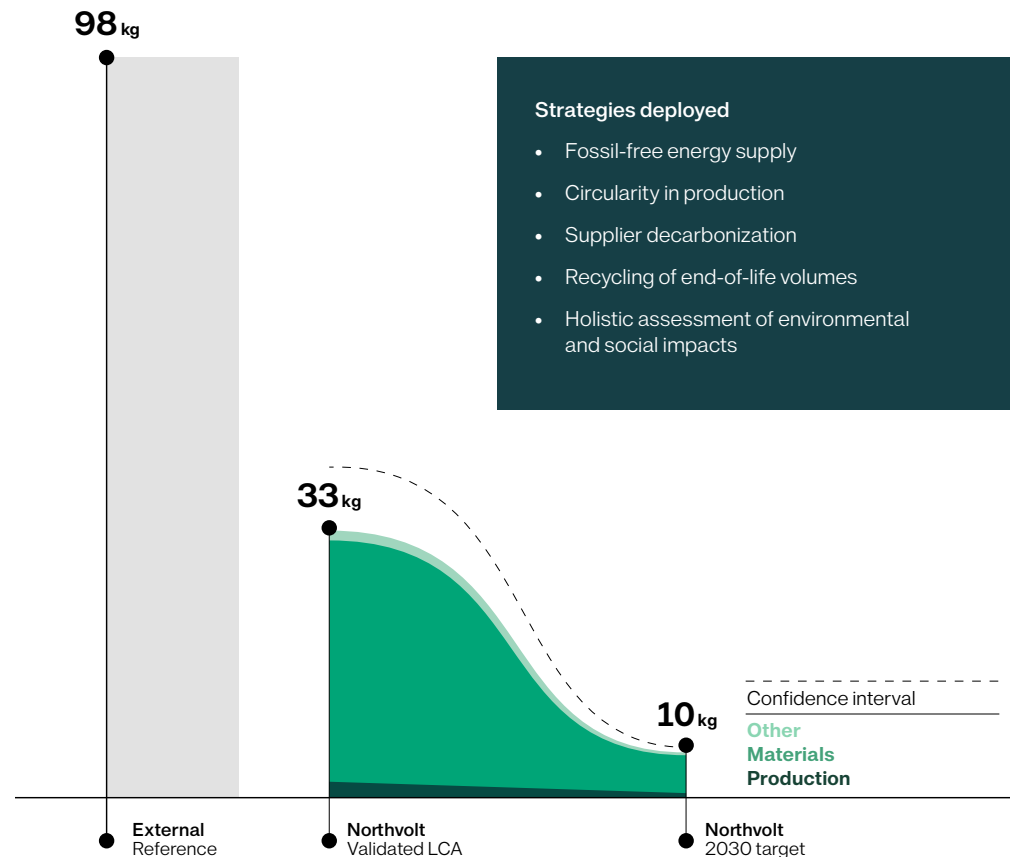 98 kg
Strategies deployed
• Fossil-free energy supply
• Circularity in production
• Supplier decarbonization
• Recycling of end-of-life volumes
• Holistic assessment of environmental
and social impacts
33 kg
10 kg
Confidence interval
Other
Materials
Production
External
Reference
Northvolt
Validated LCA
Northvolt
2030 target